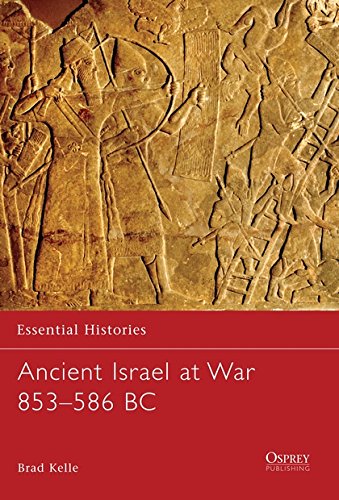 Essential Histories
Ancient Israel at War
853–586 BC
Brad Kelle
OSPREY
PUBLISHING